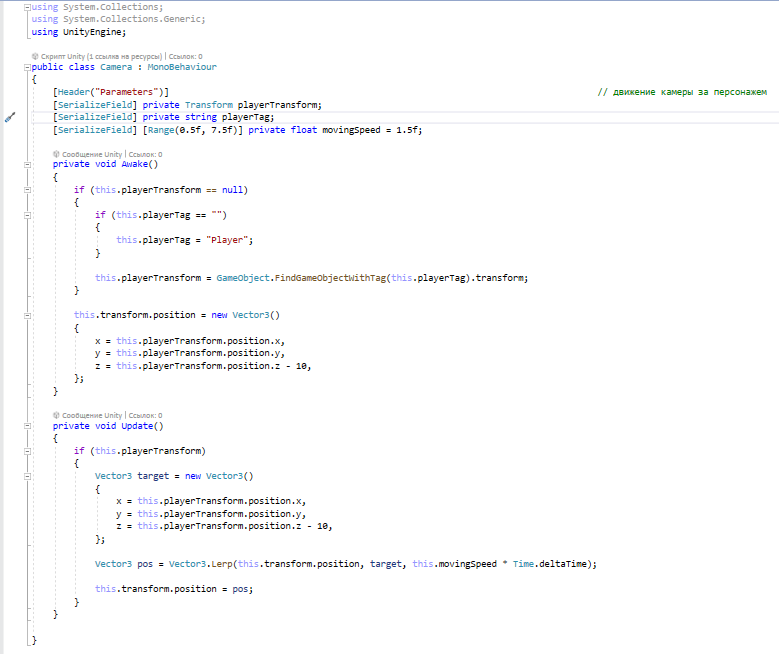 using System.Collections;
using System.Collections.Generic;
using UnityEngine;
Скрипт Unity (1 ссылка на ресурсы) | Ссылок: 0
public class Camera : MonoBehaviour
{
[Header("Parameters")] // движение камеры за персонажем
[SerializeField] private Transform playerTransform;
[SerializeField] private string playerTag;
[SerializeField] [Range(0.5f, 7.5f)] private float movingSpeed = 1.5f;
Сообщение Unity | Ссылок: 0
private void Awake()
{
if (this.playerTransform == null)
{
if (this.playerTag == "")
{
this.playerTag = "Player";
}
this.playerTransform = GameObject.FindGameObjectWithTag(this.playerTag).transform;
}
this.transform.position = new Vector3()
{
x = this.playerTransform.position.x,
y = this.playerTransform.position.y,
z = this.playerTransform.position.z - 10,
};
}
Сообщение Unity | Ссылок: 0
private void Update()
{
if (this.playerTransform)
{
Vector3 target = new Vector3()
{
x = this.playerTransform.position.x,
y = this.playerTransform.position.y,
z = this.playerTransform.position.z - 10,
};
Vector3 pos = Vector3.Lerp(this.transform.position, target, this.movingSpeed * Time.deltaTime);
this.transform.position = pos;
}
}
}